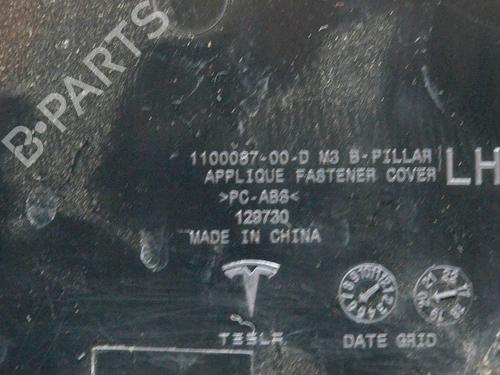 B-PARTS
1100087-00-D M3 B-PILLAR LH
APPLIQUE FASTENER COVER
>PC-ABS<
129730
MADE IN CHINA
TESLA
DATE GRID